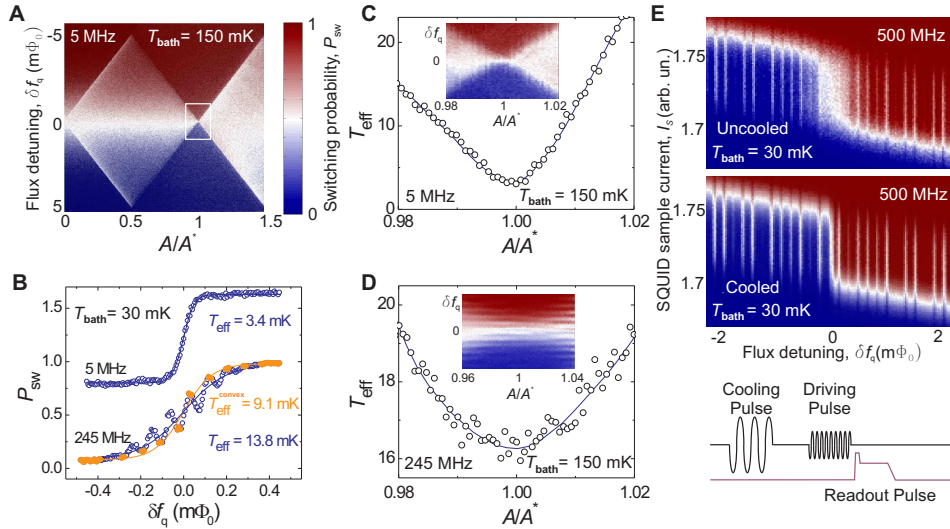 A
5 MHz
T_bath = 150 mK
Flux detuning, δf_q (mΦ_0)
-5
0
5
0
0.5
1
1.5
A/A^*
1
0
Switching probability, P_sw
B
T_bath = 30 mK
T_eff = 3.4 mK
5 MHz
T_eff^convex = 9.1 mK
245 MHz
T_eff = 13.8 mK
P_sw
1.5
1.0
0.5
0.0
-0.4
-0.2
0.0
0.2
0.4
δf_q (mΦ_0)
C
T_eff
20
10
0
δf_q
0
0.98
1
1.02
A/A^*
5 MHz
T_bath = 150 mK
0.98
1.00
1.02
A/A^*
D
T_eff
20
18
16
δf_q
0
0.96
1
1.04
A/A^*
245 MHz
T_bath = 150 mK
0.98
1.00
1.02
A/A^*
E
SQUID sample current, I_s (arb. un.)
1.75
1.7
500 MHz
Uncooled
T_bath = 30 mK
1.75
1.7
500 MHz
Cooled
T_bath = 30 mK
-2
0
2
Flux detuning, δf_q(mΦ_0)
Cooling
Pulse
Driving
Pulse
Readout Pulse